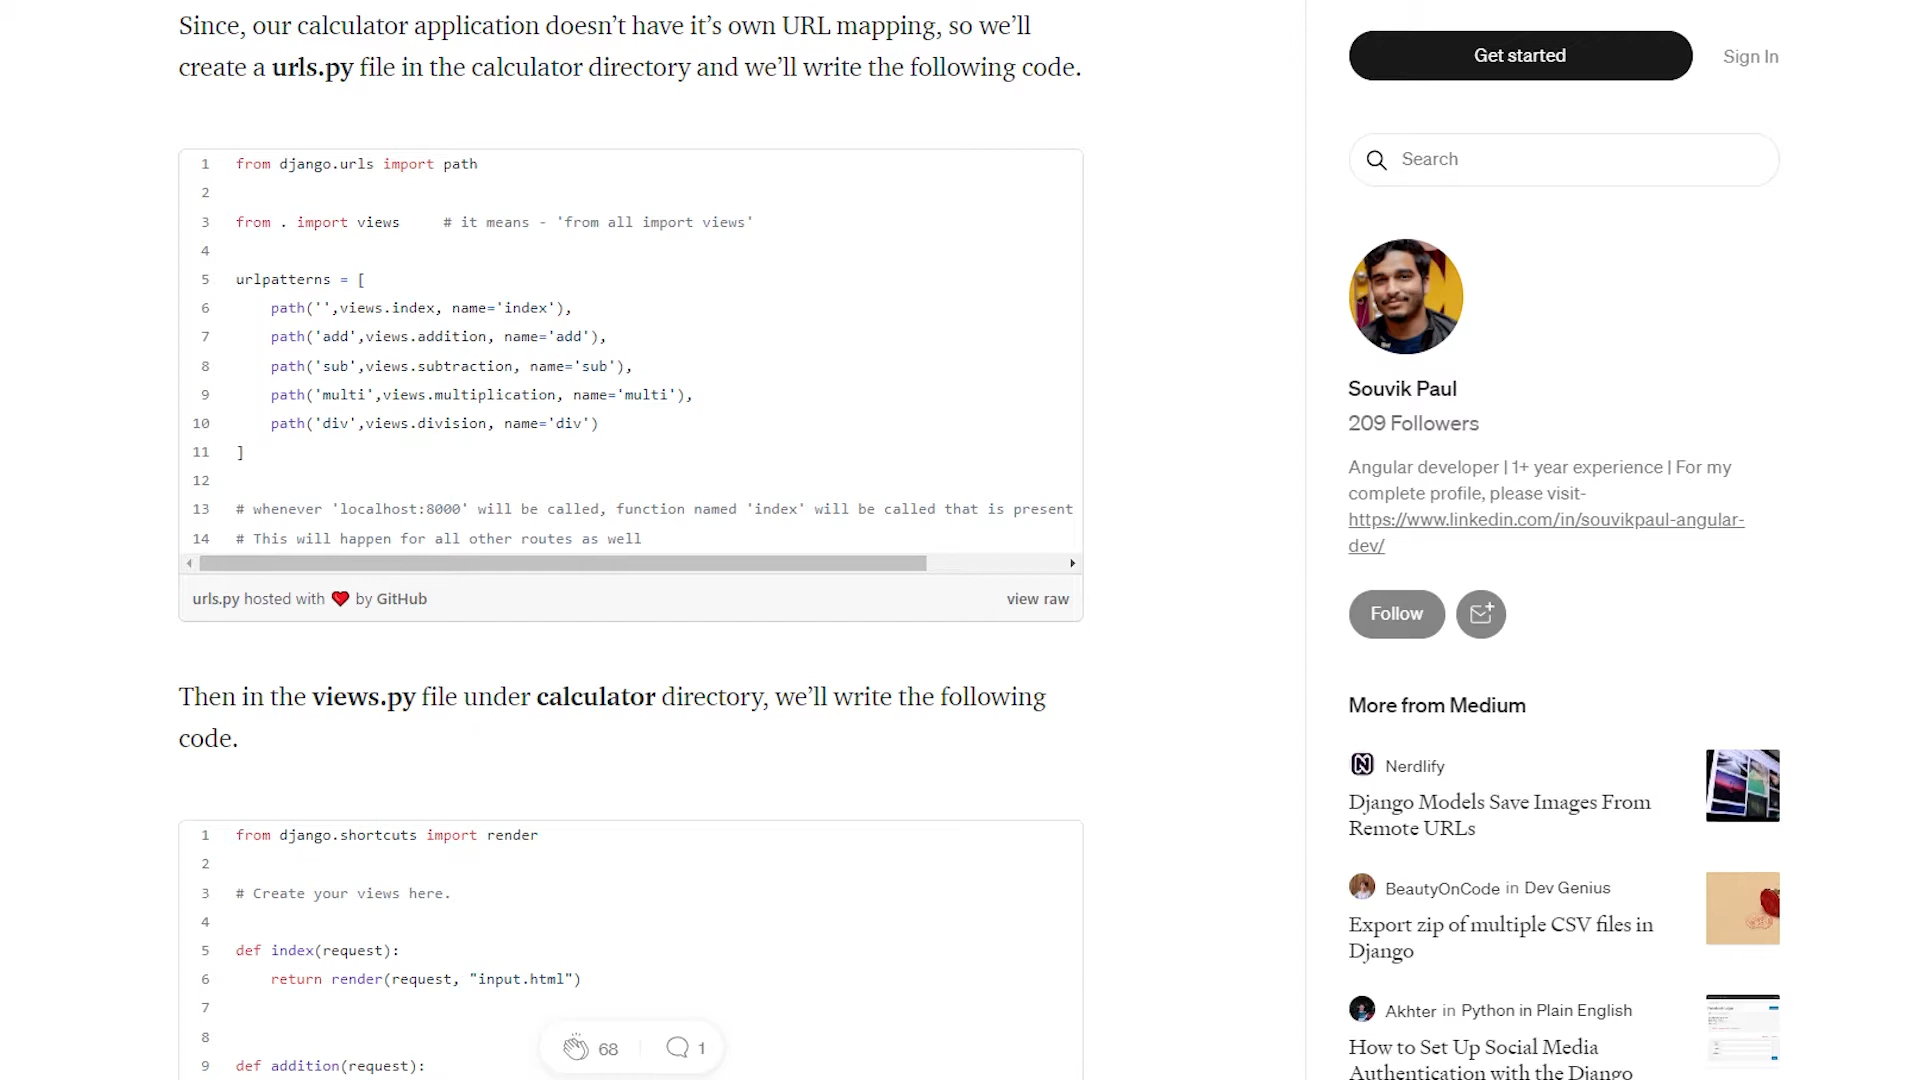 Since, our calculator application doesn’t have it’s own URL mapping, so we’ll
create a urls.py file in the calculator directory and we’ll write the following code.
1 from django.urls import path
2
3 from . import views     # it means - 'from all import views'
4
5 urlpatterns = [
6     path('',views.index, name='index'),
7     path('add',views.addition, name='add'),
8     path('sub',views.subtraction, name='sub'),
9     path('multi',views.multiplication, name='multi'),
10     path('div',views.division, name='div')
11 ]
12
13 # whenever 'localhost:8000' will be called, function named 'index' will be called that is present
14 # This will happen for all other routes as well
urls.py hosted with ❤ by GitHub
view raw
Then in the views.py file under calculator directory, we’ll write the following
code.
1 from django.shortcuts import render
2
3 # Create your views here.
4
5 def index(request):
6     return render(request, "input.html")
7
8
9 def addition(request):
68
1
Get started
Sign In
Search
Souvik Paul
209 Followers
Angular developer | 1+ year experience | For my
complete profile, please visit-
https://www.linkedin.com/in/souvikpaul-angular-
dev/
Follow
More from Medium
Nerdlify
Django Models Save Images From
Remote URLs
BeautyOnCode in Dev Genius
Export zip of multiple CSV files in
Django
Akhter in Python in Plain English
How to Set Up Social Media
Authentication with the Django